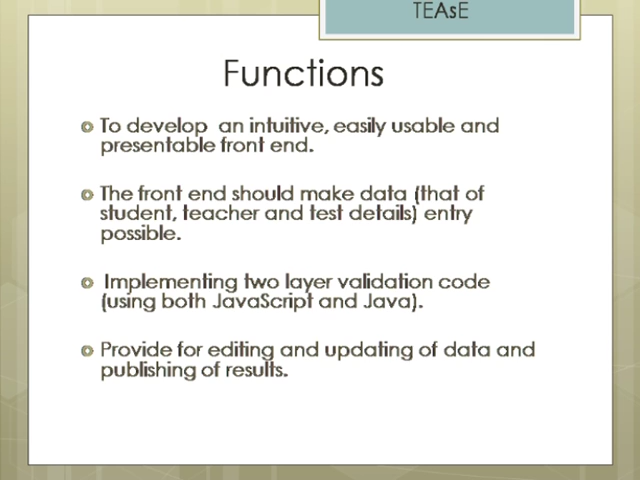 TEAsE
Functions
To develop  an intuitive, easily usable and
presentable front end.
The front end should make data (that of
student, teacher and test details) entry
possible.
Implementing two layer validation code
(using both JavaScript and Java).
Provide for editing and updating of data and
publishing of results.